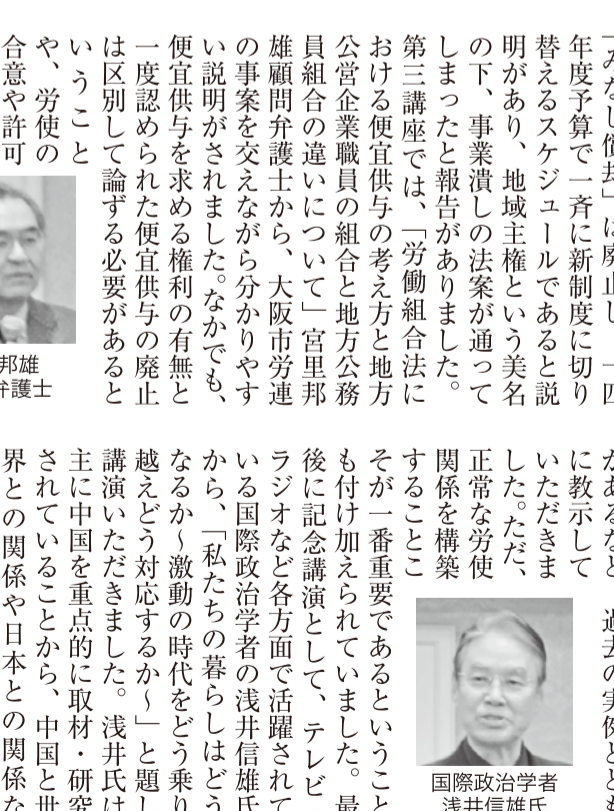 「みなし償却」は廃止し、一四
年度予算で一斉に新制度に切り
替えるスケジュールであると説
明があり、地域主権という美名
の下、事業潰しの法案が通って
しまったと報告がありました。
第三講座では、「労働組合法に
おける便宜供与の考え方と地方
公営企業職員の組合と地方公務
員組合の違いについて」宮里邦
雄顧問弁護士から、大阪市労連
の事案を交えながら分かりやす
い説明がされました。なかでも、
便宜供与を求める権利の有無と
一度認められた便宜供与の廃止
は区別して論ずる必要があると
いうこと
や、労使の
合意や許可
邦雄
弁護士
過去の実例とと
があるなと
に教示して
いただきま
した。ただ、
正常な労使
関係を構築
することこ
そが一番重要であるというこ
も付け加えられていました。最
後に記念講演として、テレビ
ラジオなど各方面で活躍されて
いる国際政治学者の浅井信雄氏
から、「私たちの暮らしはどう
なるか～激動の時代をどう乗り
越えどう対応するか～」と題し
講演いただきました。浅井氏は
主に中国を重点的に取材・研究
されていることから、中国と世
界との関係や日本との関係な
国際政治学者
浅井信雄氏